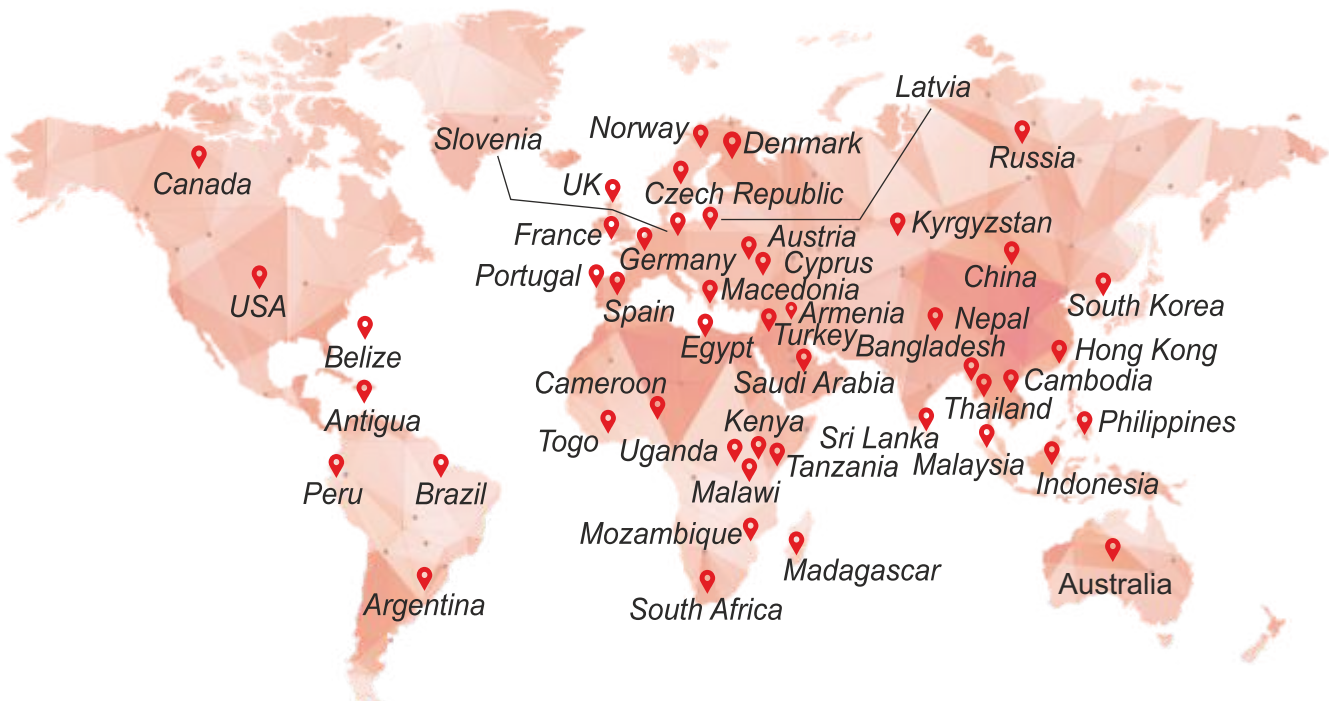 Latvia
Norway
Denmark
Slovenia
Russia
Canada
UK
Czech Republic
Kyrgyzstan
France
Austria
Germany
Cyprus
China
Portugal
Macedonia
USA
Spain
Armenia
South Korea
Nepal
Turkey
Egypt
Bangladesh
Hong Kong
Belize
Cameroon
Saudi Arabia
Cambodia
Thailand
Antigua
Kenya
Philippines
Togo
Uganda
Sri Lanka
Tanzania
Malaysia
Peru
Brazil
Malawi
Indonesia
Mozambique
Madagascar
Australia
Argentina
South Africa